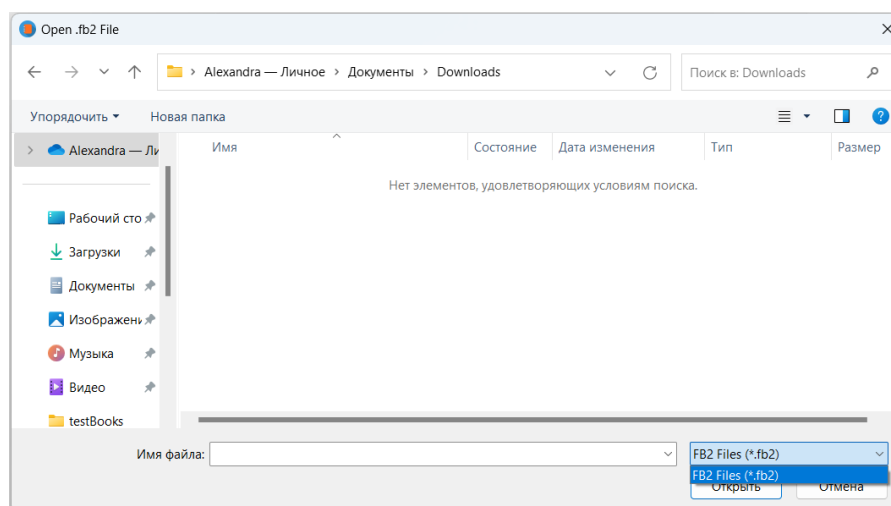 Open .fb2 File
Alexandra — Личное > Документы > Downloads
Поиск в: Downloads
Упорядочить
Новая папка
Alexandra — Ли
Имя
Состояние
Дата изменения
Тип
Размер
Нет элементов, удовлетворяющих условиям поиска.
Рабочий сто
Загрузки
Документы
Изображени
Музыка
Видео
testBooks
Имя файла:
FB2 Files (*.fb2)
FB2 Files (*.fb2)
Открыть
Отмена